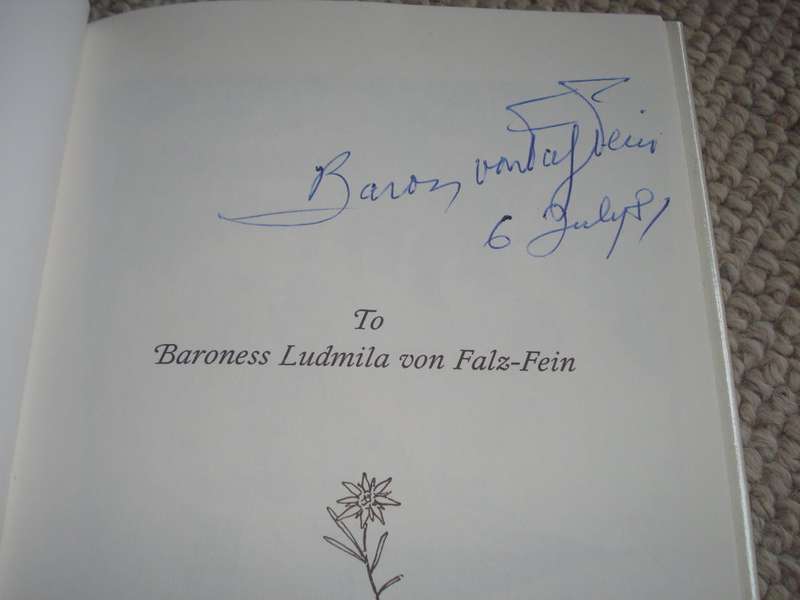 Baron von Falz Fein
6 July 81
To
Baroness Ludmila von Falz-Fein